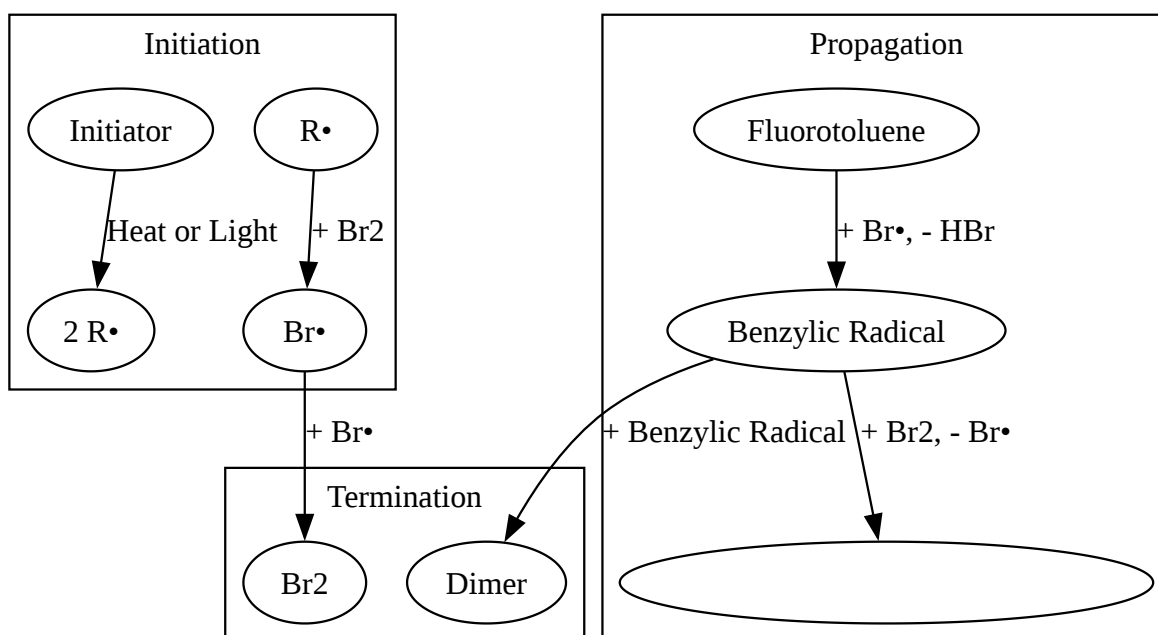 Initiation
Propagation
Initiator
R•
Fluorotoluene
Heat or Light
+ Br2
+ Br•, - HBr
2 R•
Br•
Benzylic Radical
+ Br•
+ Benzylic Radical
+ Br2, - Br•
Termination
Br2
Dimer